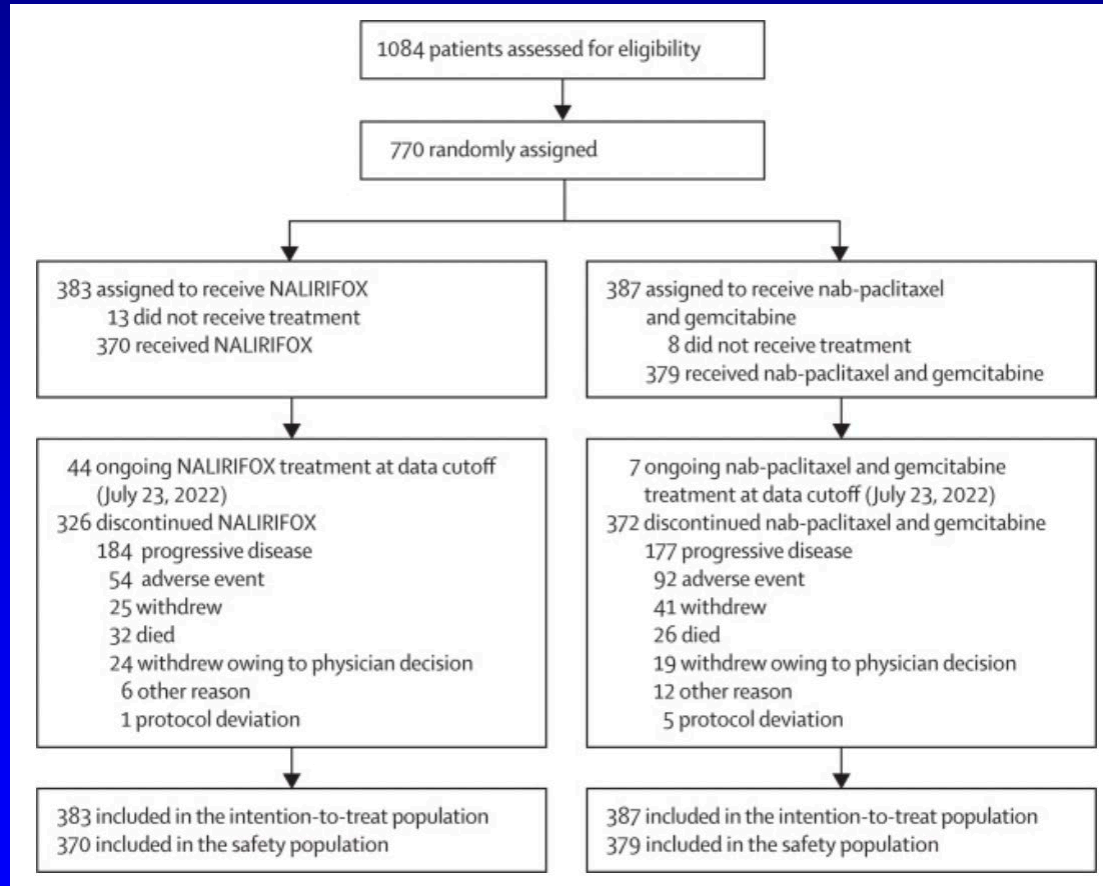 1084 patients assessed for eligibility
770 randomly assigned
383 assigned to receive NALIRIFOX
13 did not receive treatment
370 received NALIRIFOX
387 assigned to receive nab-paclitaxel
and gemcitabine
8 did not receive treatment
379 received nab-paclitaxel and gemcitabine
44 ongoing NALIRIFOX treatment at data cutoff
(July 23, 2022)
326 discontinued NALIRIFOX
184 progressive disease
54 adverse event
25 withdrew
32 died
24 withdrew owing to physician decision
6 other reason
1 protocol deviation
7 ongoing nab-paclitaxel and gemcitabine
treatment at data cutoff (July 23, 2022)
372 discontinued nab-paclitaxel and gemcitabine
177 progressive disease
92 adverse event
41 withdrew
26 died
19 withdrew owing to physician decision
12 other reason
5 protocol deviation
383 included in the intention-to-treat population
370 included in the safety population
387 included in the intention-to-treat population
379 included in the safety population